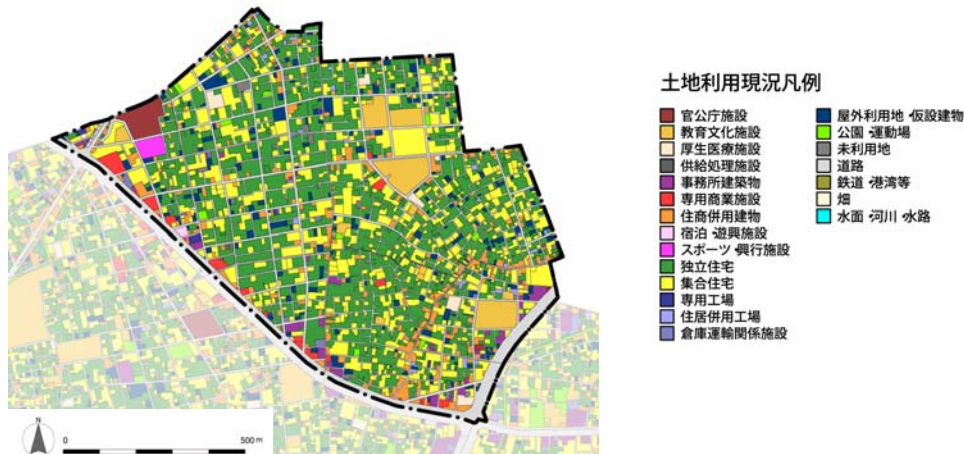 土地利用現況凡例
官公庁施設
教育文化施設
厚生医療施設
供給処理施設
事務所建築物
専用商業施設
住商併用建物
宿泊・遊興施設
スポーツ・興行施設
独立住宅
集合住宅
専用工場
住居併用工場
倉庫運輸関係施設
屋外利用地・仮設建物
公園・運動場
未利用地
道路
鉄道・港湾等
畑
水面・河川・水路
N
0 500 m